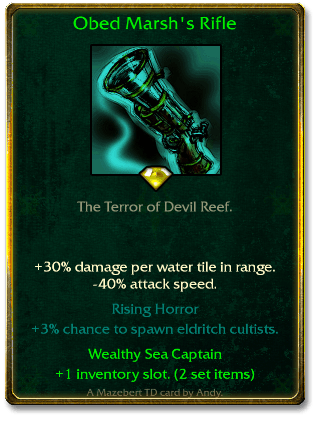 Obed Marsh's Rifle
The Terror of Devil Reef.
+30% damage per water tile in range.
-40% attack speed.
Rising Horror
+3% chance to spawn eldritch cultists.
Wealthy Sea Captain
+1 inventory slot. (2 set items)
A Mazebert TD card by Andy.